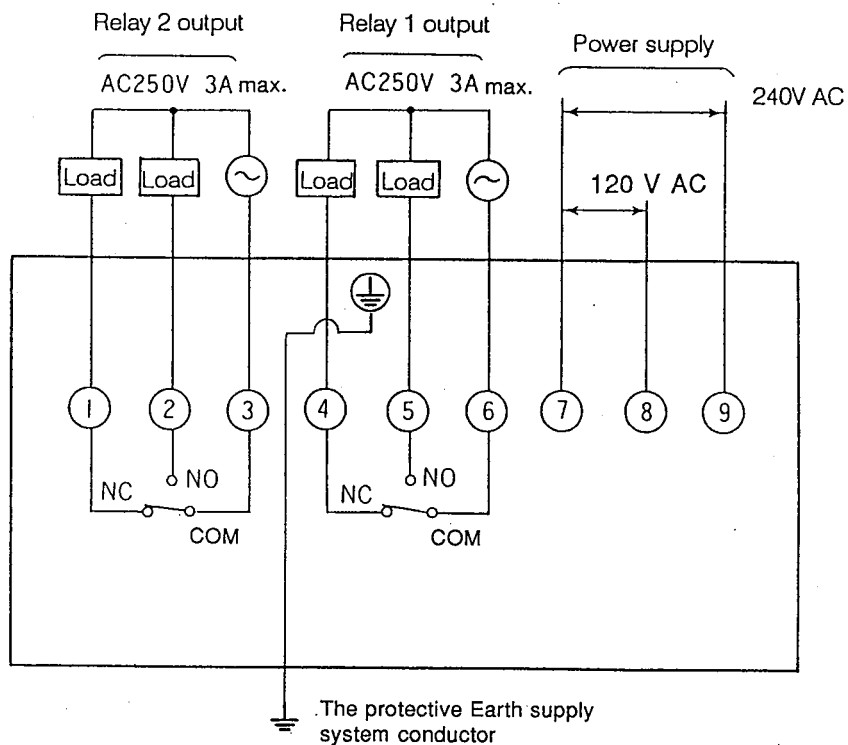 Relay 2 output
Relay 1 output
Power supply
AC250V 3A max.
AC250V 3A max.
240V AC
Load
Load
~
Load
Load
~
120 V AC
1
2
3
4
5
6
7
8
9
NC
NO
COM
NC
NO
COM
.The protective Earth supply
system conductor